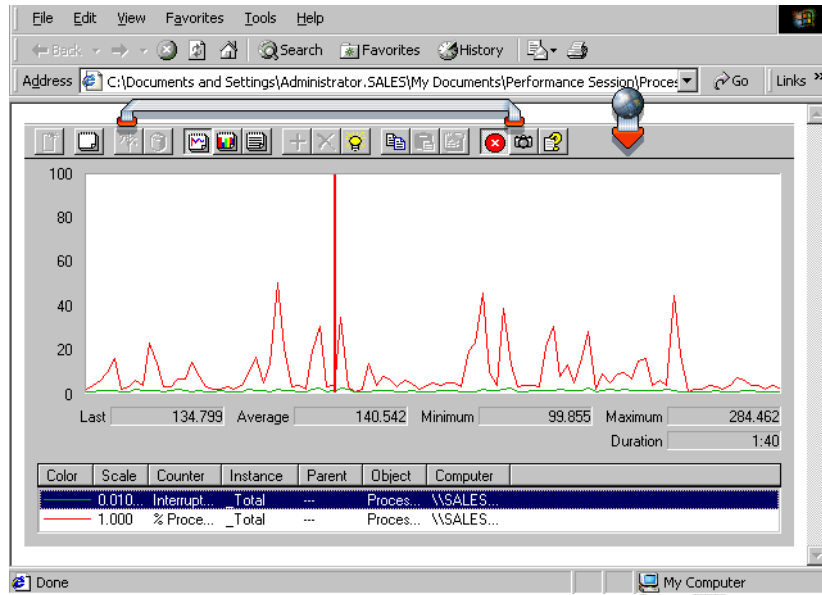 File Edit View Favorites Tools Help
Back Search Favorites History
Address C:\Documents and Settings\Administrator.SALES\My Documents\Performance Session\Proces Go Links »
100
80
60
40
20
0
Last 134.799 Average 140.542 Minimum 99.855 Maximum 284.462
Duration 1:40
Color Scale Counter Instance Parent Object Computer
0.010... Interrupt... _Total --- Proces... \\SALES...
1.000 % Proce... _Total --- Proces... \\SALES...
Done My Computer